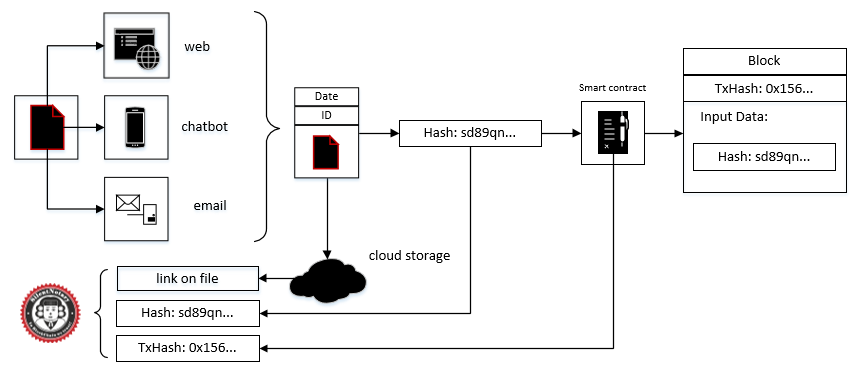 web
chatbot
email
Date
ID
Hash: sd89qn...
Smart contract
Block
TxHash: 0x156...
Input Data:
Hash: sd89qn...
cloud storage
link on file
Hash: sd89qn...
TxHash: 0x156...